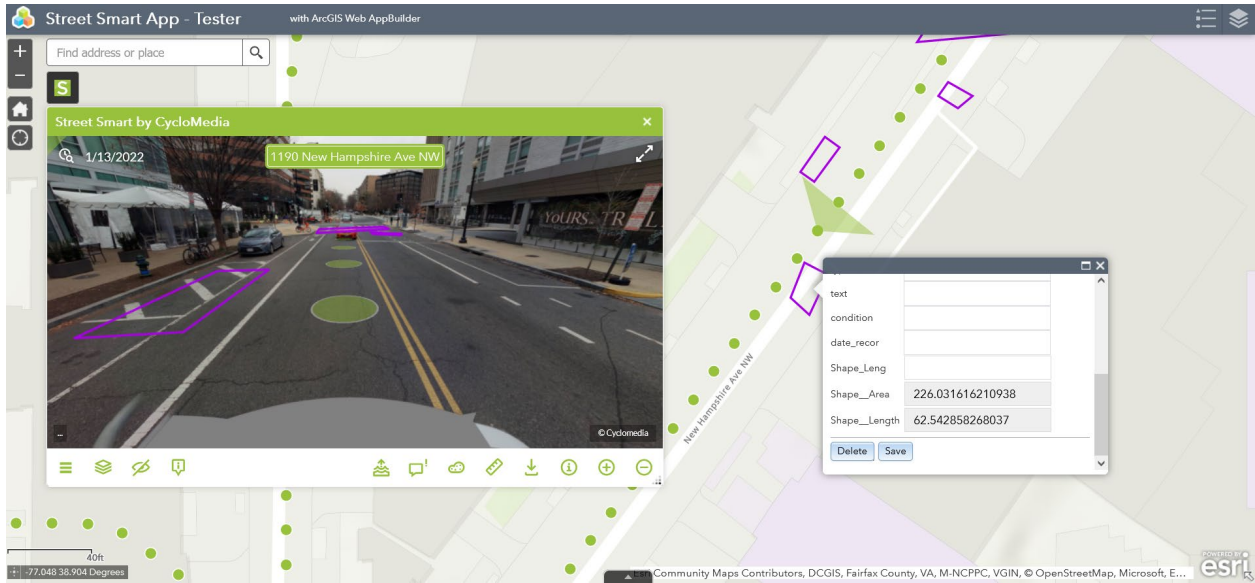 Street Smart App - Tester
with ArcGIS Web AppBuilder
Find address or place
S
Street Smart by CycloMedia
1/13/2022
1190 New Hampshire Ave NW
YOURS. TR
© Cyclomedia
New Hampshire Ave NW
text
condition
date_recor
Shape_Leng
Shape__Area 226.031616210938
Shape__Length 62.542858268037
Delete Save
40ft
-77.048 38.904 Degrees
Esri Community Maps Contributors, DCGIS, Fairfax County, VA, M-NCPPC, VGIN, © OpenStreetMap, Microsoft, E...
POWERED BY
esri